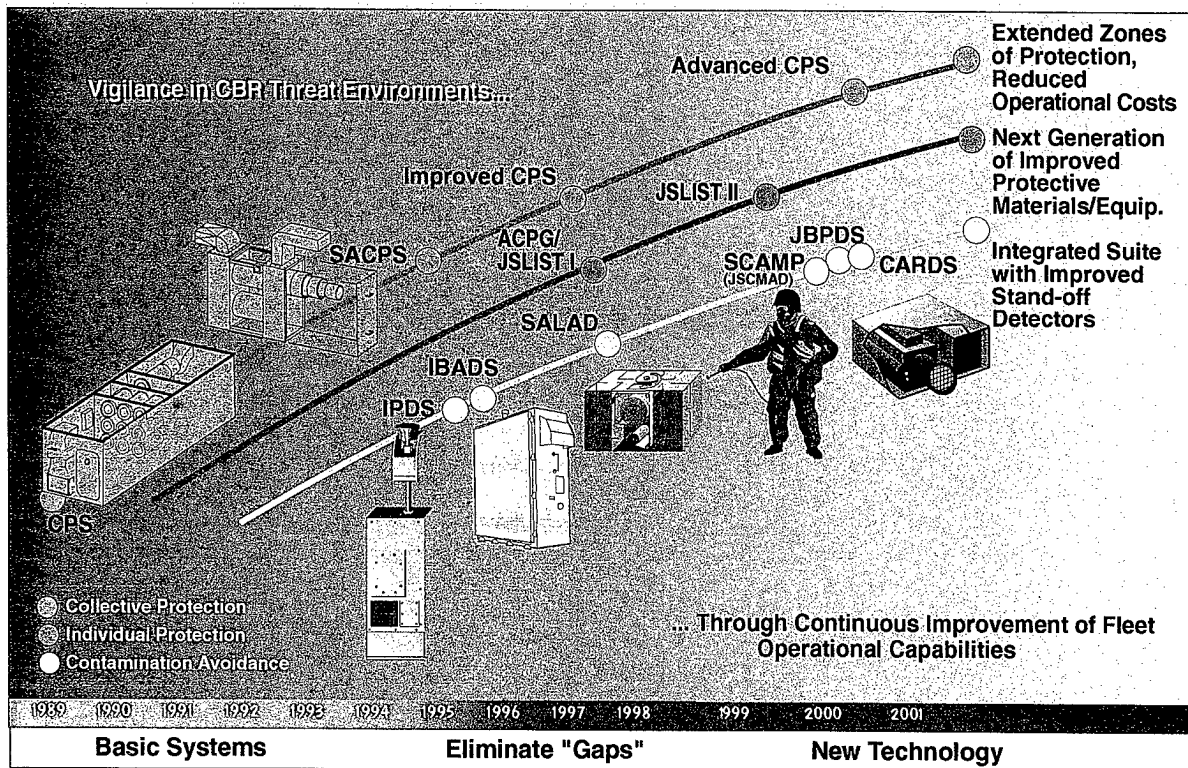 Vigilance in CBR Threat Environments...
Advanced CPS
Extended Zones
of Protection,
Reduced
Operational Costs
Improved CPS
JSLIST II
Next Generation
of Improved
Protective
Materials/Equip.
SACPS
ACPG/
JSLIST I
JBPDS
SCAMP
(JSCMAD)
CARDS
Integrated Suite
with Improved
Stand-off
Detectors
SALAD
IBADS
IPDS
CPS
Collective Protection
Individual Protection
Contamination Avoidance
... Through Continuous Improvement of Fleet
Operational Capabilities
1989 1990 1991 1992 1993 1994 1995 1996 1997 1998 1999 2000 2001
Basic Systems Eliminate "Gaps" New Technology